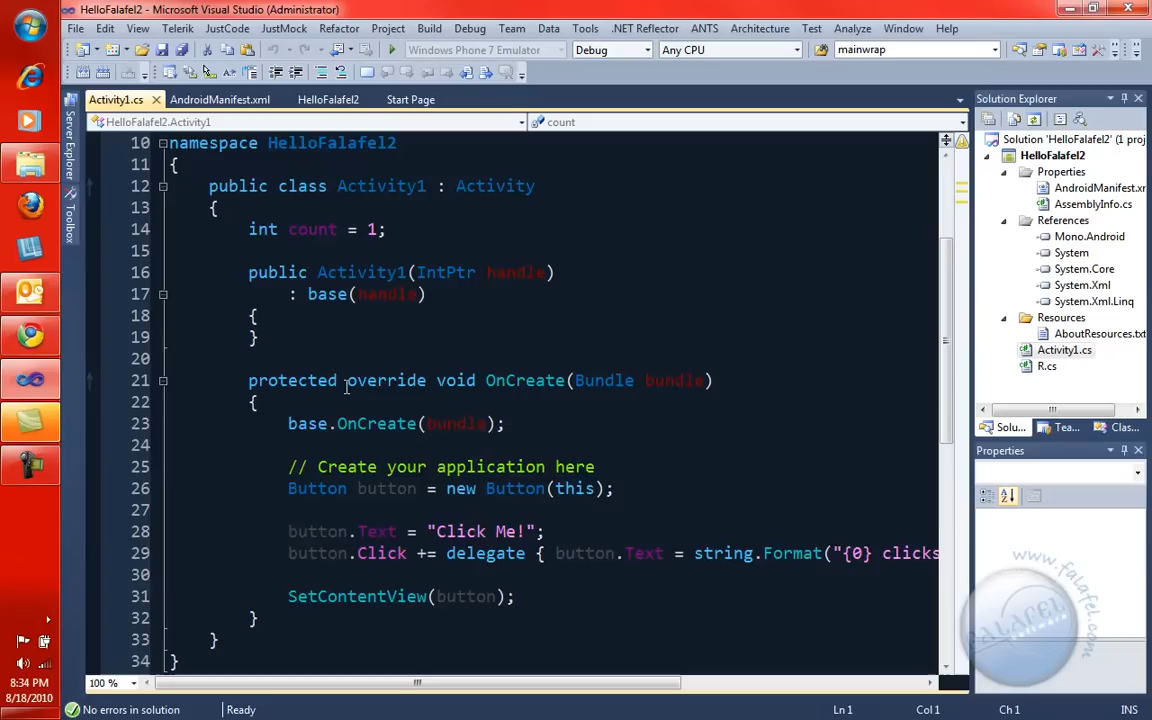 HelloFalafel2 - Microsoft Visual Studio (Administrator)
File Edit View Telerik JustCode JustMock Refactor Project Build Debug Team Data Tools .NET Reflector ANTS Architecture Test Analyze Window Help
Windows Phone 7 Emulator Debug Any CPU mainwrap
Server Explorer
Toolbox
Activity1.cs AndroidManifest.xml HelloFalafel2 Start Page
HelloFalafel2.Activity1 count
10 namespace HelloFalafel2
11 {
12 public class Activity1 : Activity
13 {
14 int count = 1;
15
16 public Activity1(IntPtr handle)
17 : base(handle)
18 {
19 }
20
21 protected override void OnCreate(Bundle bundle)
22 {
23 base.OnCreate(bundle);
24
25 // Create your application here
26 Button button = new Button(this);
27
28 button.Text = "Click Me!";
29 button.Click += delegate { button.Text = string.Format("{0} clicks
30
31 SetContentView(button);
32 }
33 }
34 }
100 %
Solution Explorer
Solution 'HelloFalafel2' (1 proj
HelloFalafel2
Properties
AndroidManifest.xr
AssemblyInfo.cs
References
Mono.Android
System
System.Core
System.Xml
System.Xml.Linq
Resources
AboutResources.txt
Activity1.cs
R.cs
Solu... Tea... Clas...
Properties
www.falafel.com
FALAFEL
8:34 PM
8/18/2010
No errors in solution Ready Ln 1 Col 1 Ch 1 INS